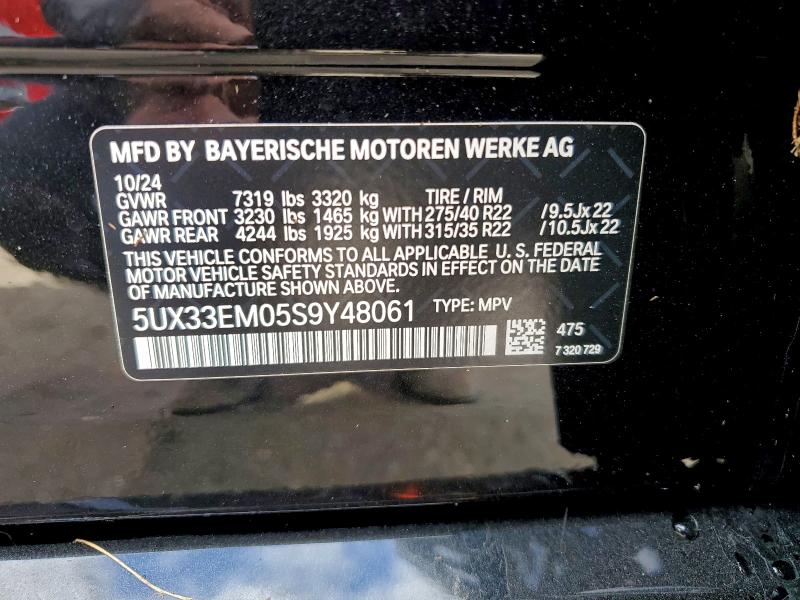 MFD BY BAYERISCHE MOTOREN WERKE AG
10/24
GVWR 7319 lbs 3320 kg TIRE / RIM
GAWR FRONT 3230 lbs 1465 kg WITH 275/40 R22 /9.5Jx22
GAWR REAR 4244 lbs 1925 kg WITH 315/35 R22 /10.5Jx22
THIS VEHICLE CONFORMS TO ALL APPLICABLE U. S. FEDERAL
MOTOR VEHICLE SAFETY STANDARDS IN EFFECT ON THE DATE
OF MANUFACTURE SHOWN ABOVE.
5UX33EM05S9Y48061 TYPE: MPV
475
7 320 729